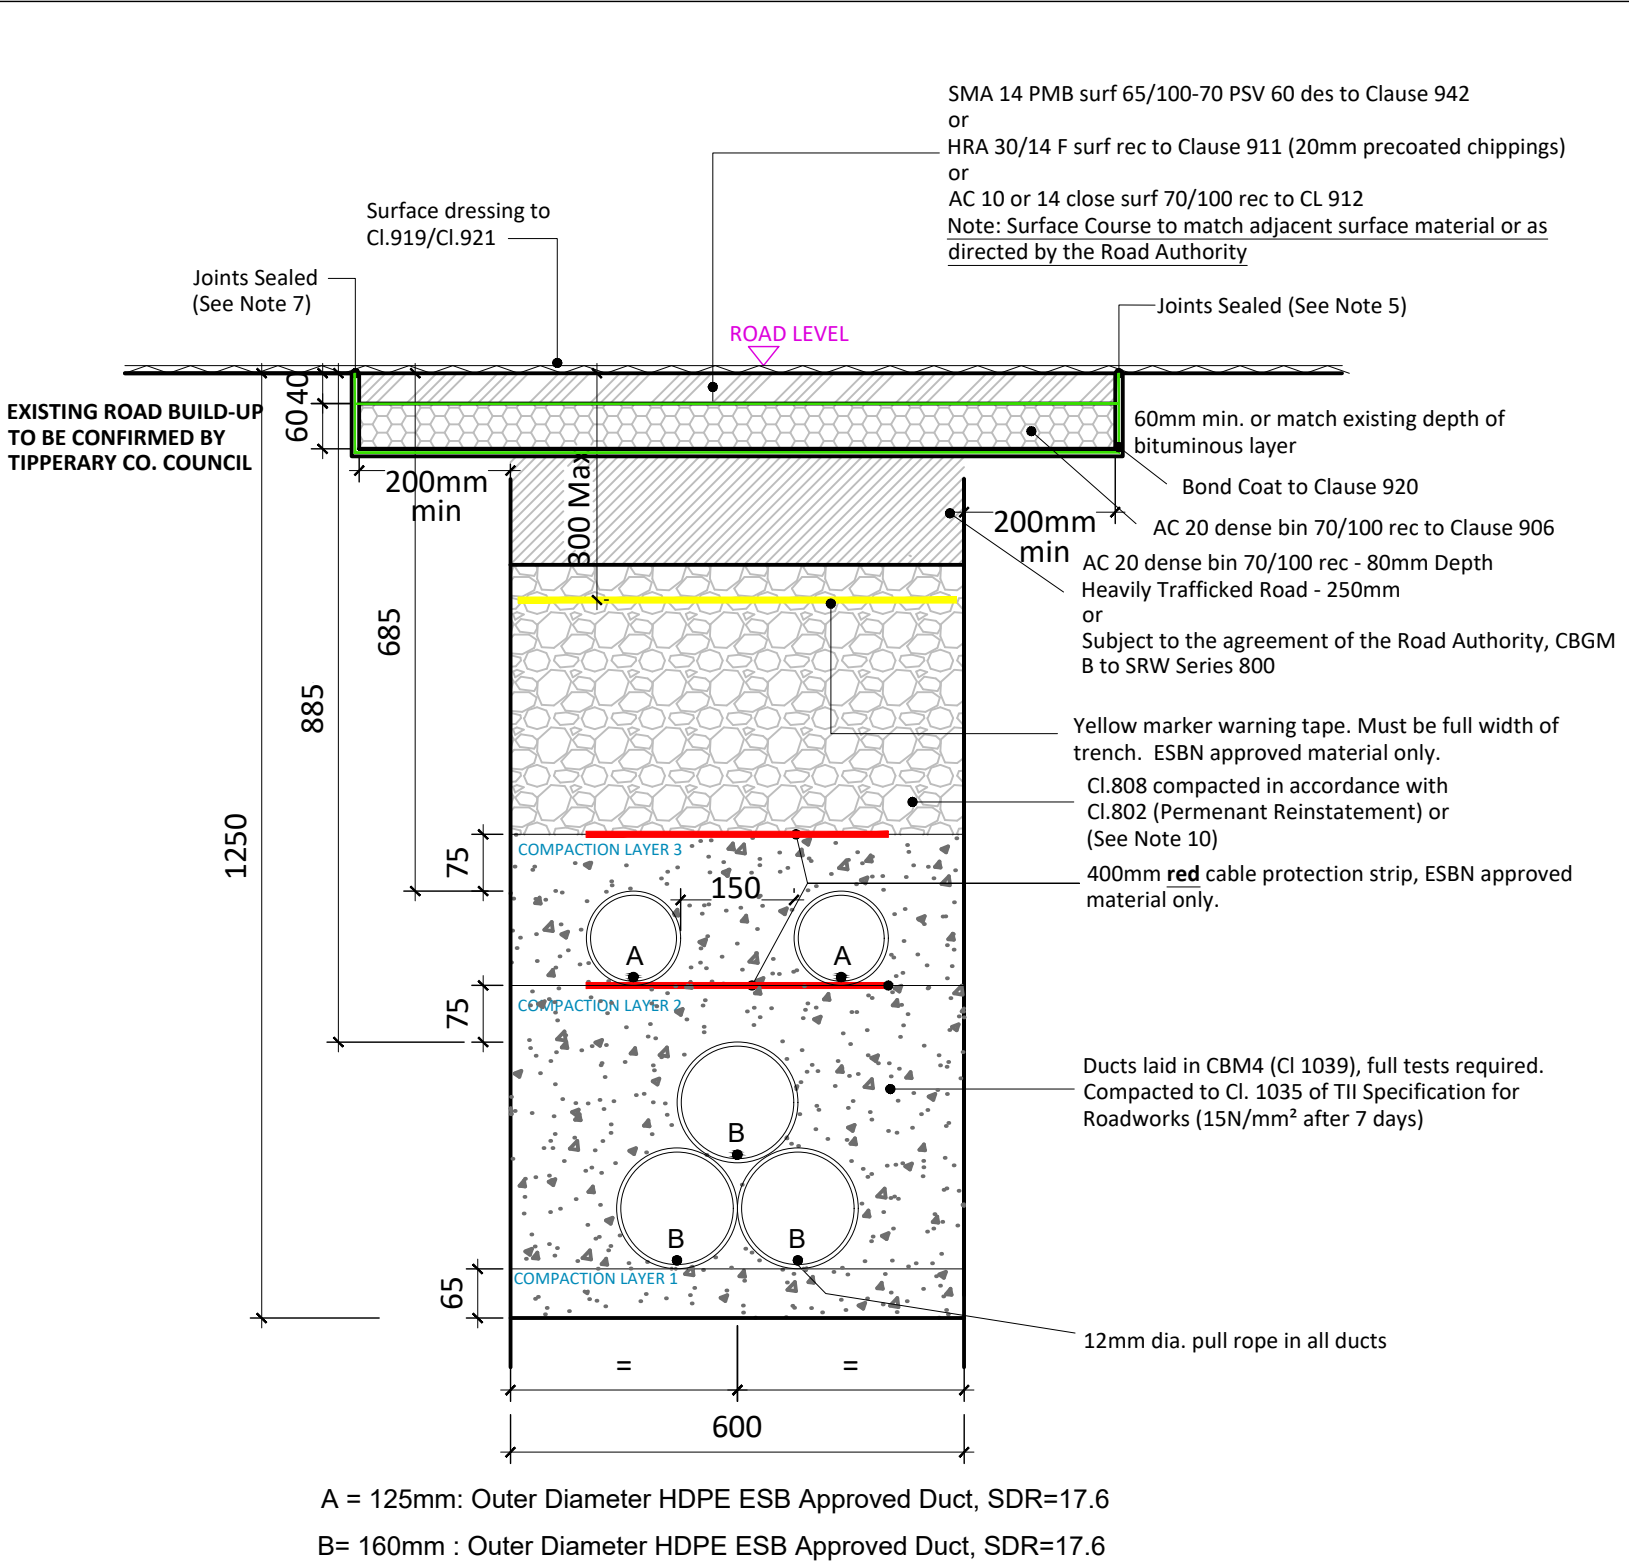 SMA 14 PMB surf 65/100-70 PSV 60 des to Clause 942
or
HRA 30/14 F surf rec to Clause 911 (20mm precoated chippings)
or
AC 10 or 14 close surf 70/100 rec to CL 912
Note: Surface Course to match adjacent surface material or as
directed by the Road Authority
Surface dressing to
Cl.919/Cl.921
Joints Sealed
(See Note 7)
Joints Sealed (See Note 5)
ROAD LEVEL
40
60
EXISTING ROAD BUILD-UP
TO BE CONFIRMED BY
TIPPERARY CO. COUNCIL
60mm min. or match existing depth of
bituminous layer
200mm
min
300 Max
Bond Coat to Clause 920
200mm
min
AC 20 dense bin 70/100 rec to Clause 906
AC 20 dense bin 70/100 rec - 80mm Depth
Heavily Trafficked Road - 250mm
or
Subject to the agreement of the Road Authority, CBGM
B to SRW Series 800
685
885
1250
Yellow marker warning tape. Must be full width of
trench.  ESBN approved material only.
Cl.808 compacted in accordance with
Cl.802 (Permenant Reinstatement) or
(See Note 10)
COMPACTION LAYER 3
75
150
400mm red cable protection strip, ESBN approved
material only.
A
A
COMPACTION LAYER 2
75
Ducts laid in CBM4 (Cl 1039), full tests required.
Compacted to Cl. 1035 of TII Specification for
Roadworks (15N/mm² after 7 days)
B
B
B
COMPACTION LAYER 1
65
12mm dia. pull rope in all ducts
=
=
600
A = 125mm: Outer Diameter HDPE ESB Approved Duct, SDR=17.6
B= 160mm : Outer Diameter HDPE ESB Approved Duct, SDR=17.6